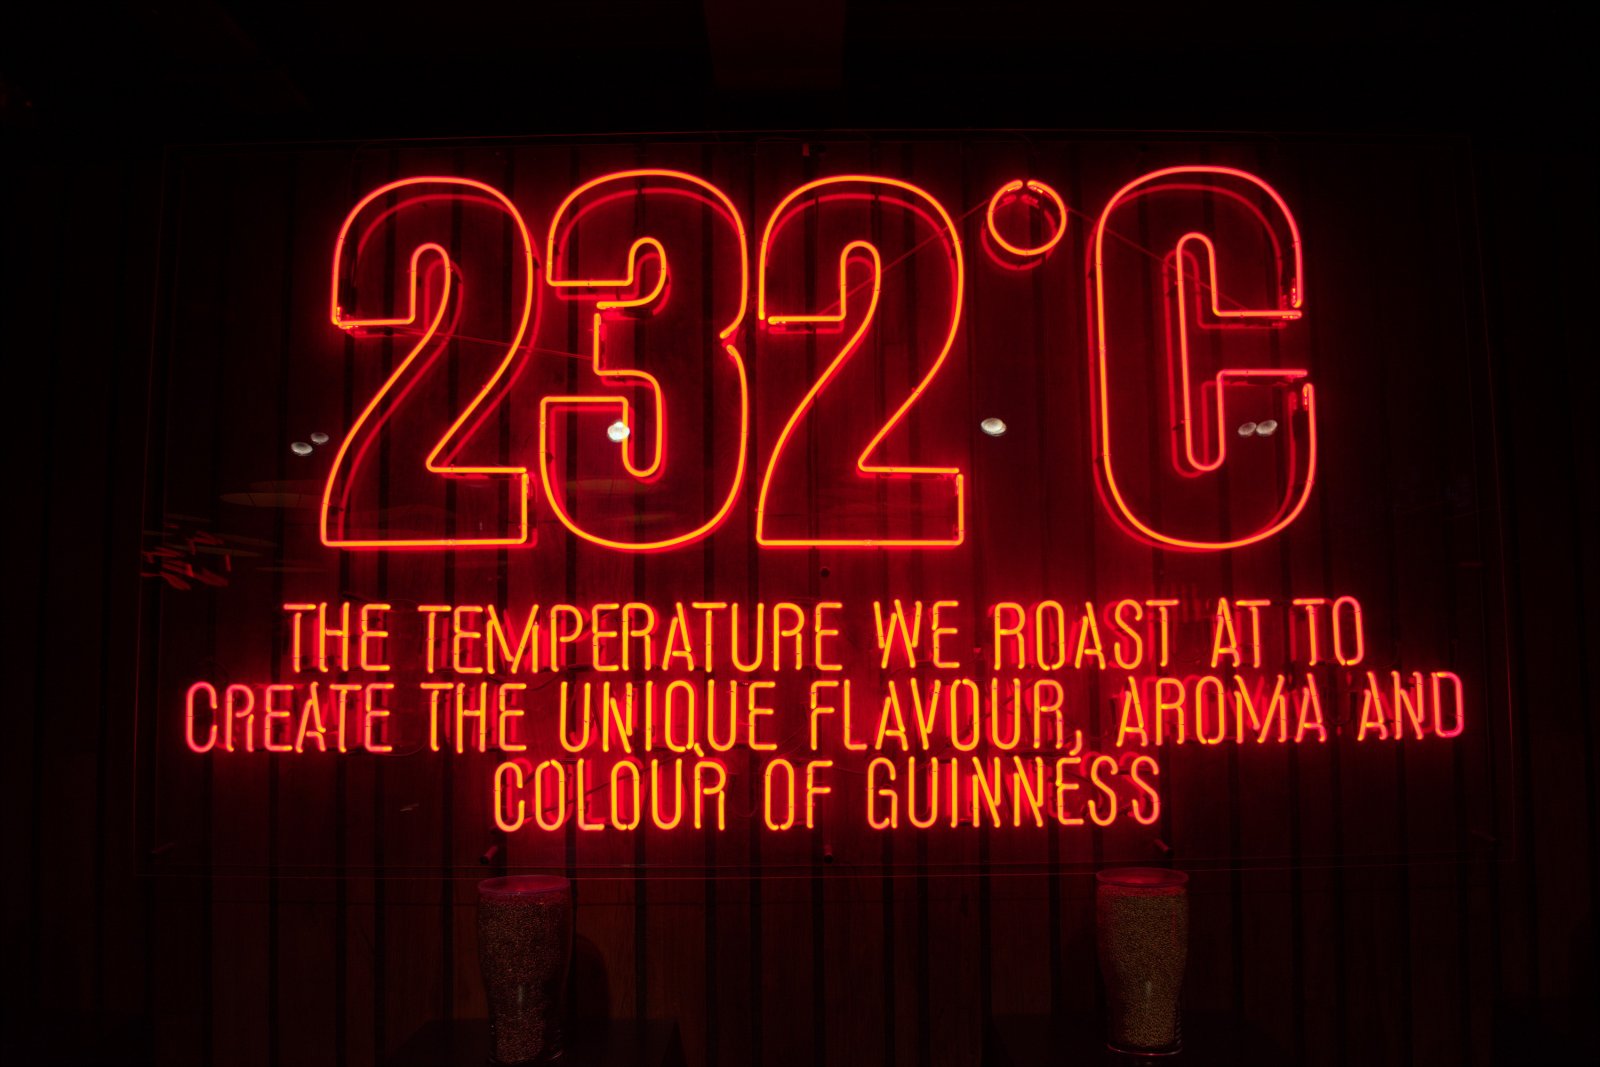 232°C
THE TEMPERATURE WE ROAST AT TO
CREATE THE UNIQUE FLAVOUR, AROMA AND
COLOUR OF GUINNESS